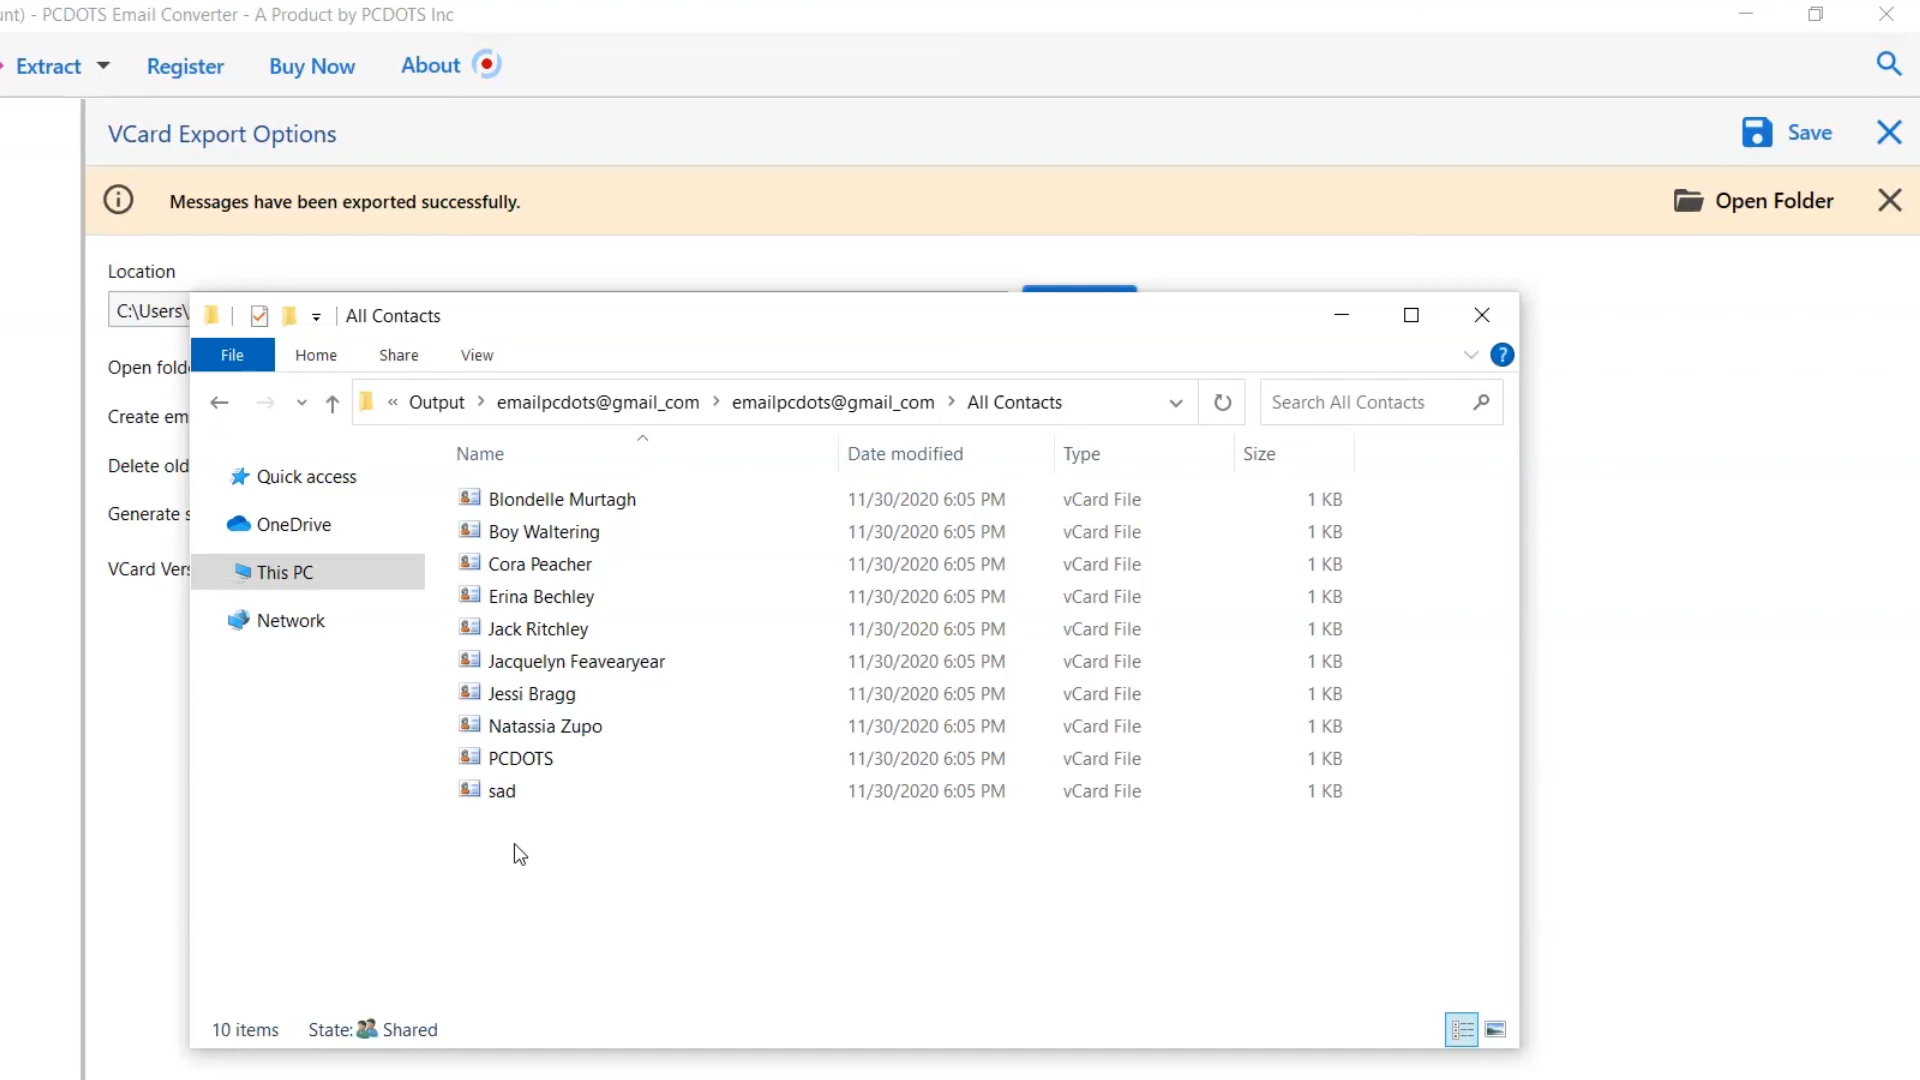 unt) - PCDOTS Email Converter - A Product by PCDOTS Inc
Extract Register Buy Now About
VCard Export Options Save
Messages have been exported successfully. Open Folder
Location
C:\Users\
All Contacts
File Home Share View
Open folde
« Output > emailpcdots@gmail_com > emailpcdots@gmail_com > All Contacts Search All Contacts
Create em
Name Date modified Type Size
Delete old
Quick access
Blondelle Murtagh 11/30/2020 6:05 PM vCard File 1 KB
Generate s
OneDrive
Boy Waltering 11/30/2020 6:05 PM vCard File 1 KB
Cora Peacher 11/30/2020 6:05 PM vCard File 1 KB
VCard Vers
This PC
Erina Bechley 11/30/2020 6:05 PM vCard File 1 KB
Network
Jack Ritchley 11/30/2020 6:05 PM vCard File 1 KB
Jacquelyn Feavearyear 11/30/2020 6:05 PM vCard File 1 KB
Jessi Bragg 11/30/2020 6:05 PM vCard File 1 KB
Natassia Zupo 11/30/2020 6:05 PM vCard File 1 KB
PCDOTS 11/30/2020 6:05 PM vCard File 1 KB
sad 11/30/2020 6:05 PM vCard File 1 KB
10 items State: Shared